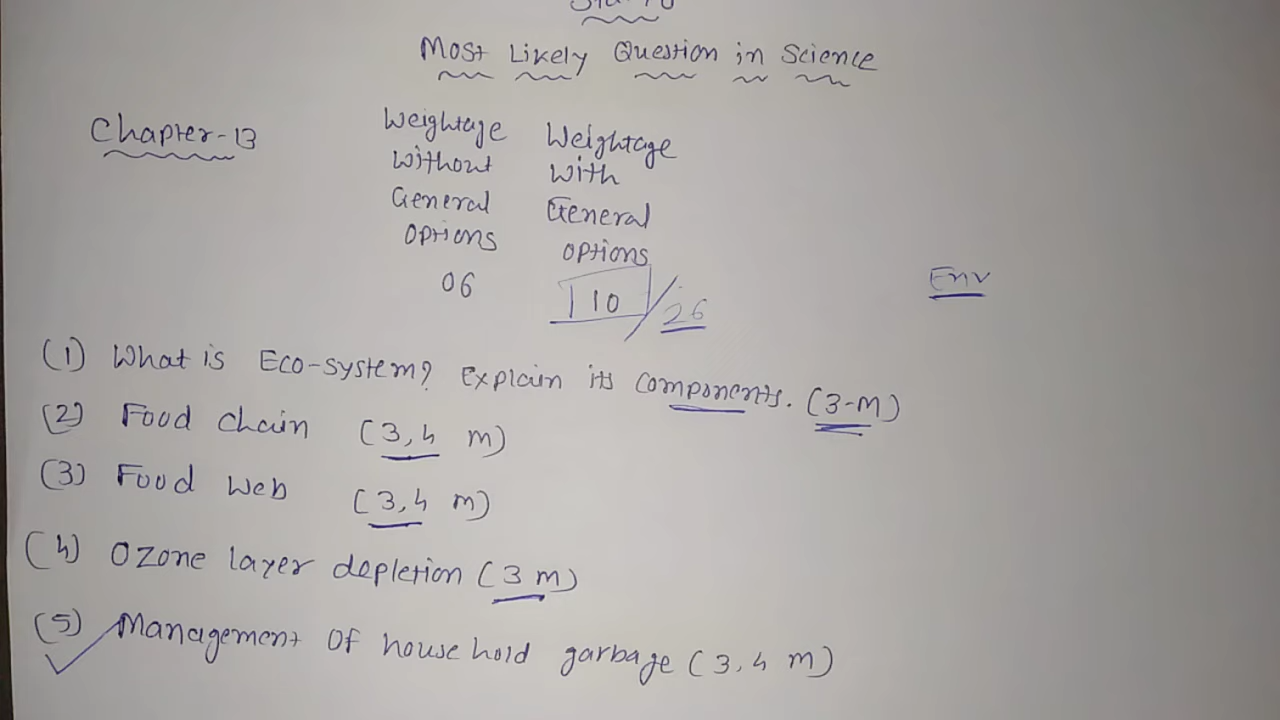 Most Likely Question in Science
Chapter-13
Weightage
Without
General
Options
06
Weightage
With
General
Options
10/26
Env
(1) What is Eco-system? Explain its components. (3-M)
(2) Food chain (3,4 m)
(3) Food web (3,4 m)
(4) Ozone layer depletion (3 m)
(5) Management of household garbage (3,4 m)